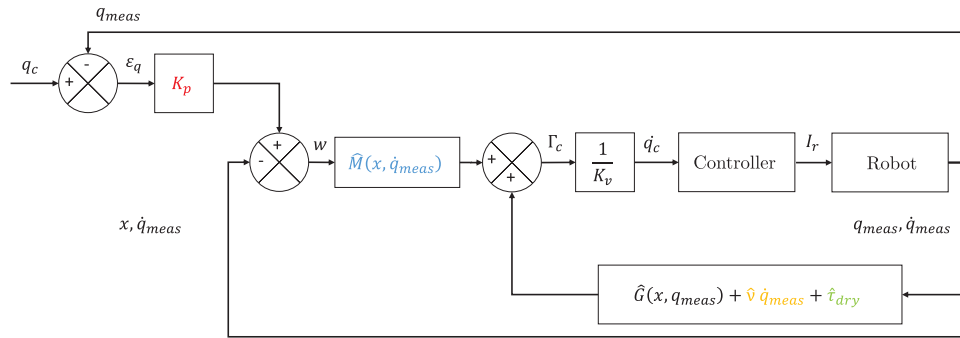 q_meas
q_c
+
-
ε_q
K_p
+
-
w
M̂(x, q̇_meas)
+
+
Γ_c
1
K_v
q̇_c
Controller
I_r
Robot
x, q̇_meas
q_meas, q̇_meas
Ĝ(x, q_meas) + ν̂ q̇_meas + τ̂_dry